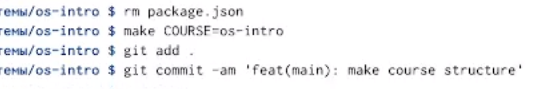 темы/os-intro $ rm package.json
темы/os-intro $ make COURSE=os-intro
темы/os-intro $ git add .
темы/os-intro $ git commit -am 'feat(main): make course structure'